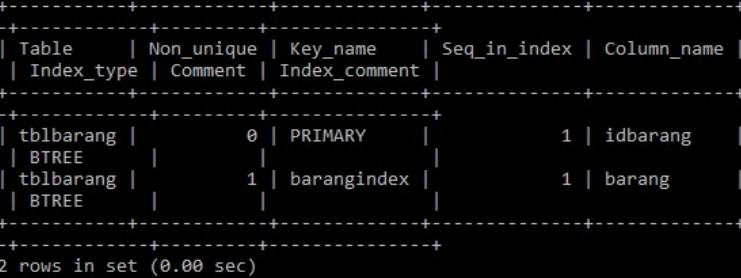 +-----------+------------+-------------+--------------+-------------+
-+------------+---------+---------------+
| Table     | Non_unique | Key_name    | Seq_in_index | Column_name |
 | Index_type | Comment | Index_comment |
+-----------+------------+-------------+--------------+-------------+
-+------------+---------+---------------+
| tblbarang |          0 | PRIMARY     |            1 | idbarang
 | BTREE      |         |               |
| tblbarang |          1 | barangindex |            1 | barang
 | BTREE      |         |               |
+-----------+------------+-------------+--------------+-------------+
-+------------+---------+---------------+
2 rows in set (0.00 sec)